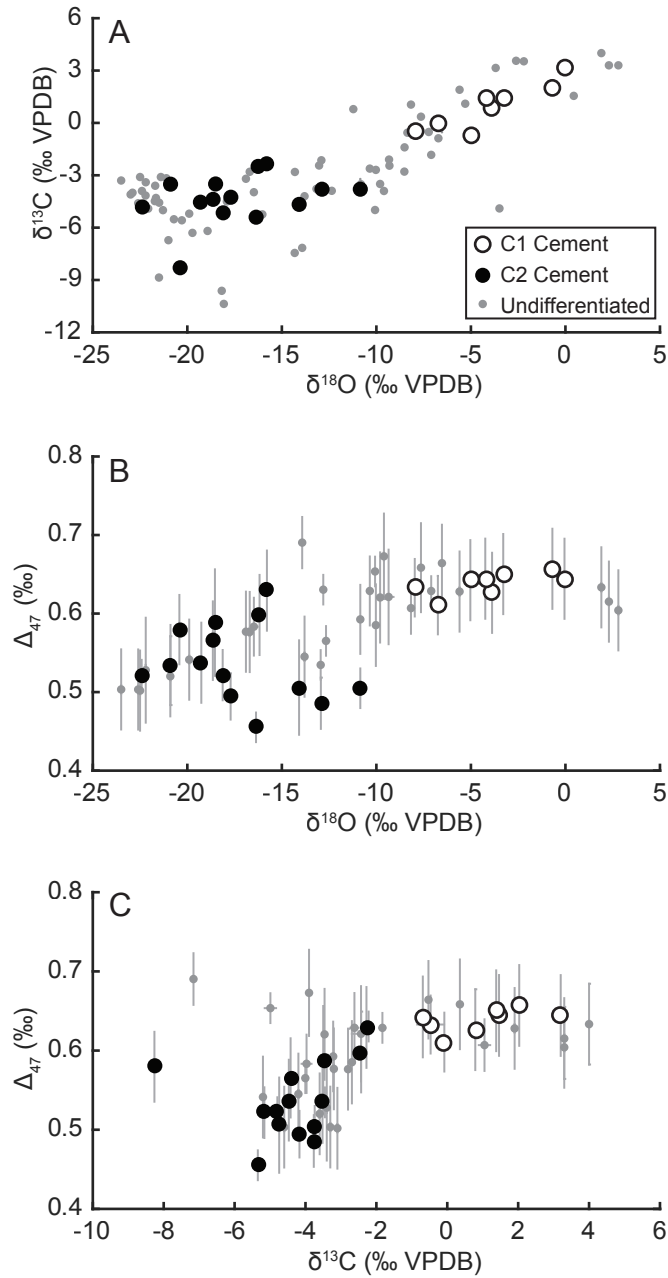 A
6
3
0
-3
-6
-9
-12
δ¹³C (‰ VPDB)
C1 Cement
C2 Cement
Undifferentiated
-25 -20 -15 -10 -5 0 5
δ¹⁸O (‰ VPDB)
B
0.8
0.7
0.6
0.5
0.4
Δ₄₇ (‰)
-25 -20 -15 -10 -5 0 5
δ¹⁸O (‰ VPDB)
C
0.8
0.7
0.6
0.5
0.4
Δ₄₇ (‰)
-10 -8 -6 -4 -2 0 2 4 6
δ¹³C (‰ VPDB)